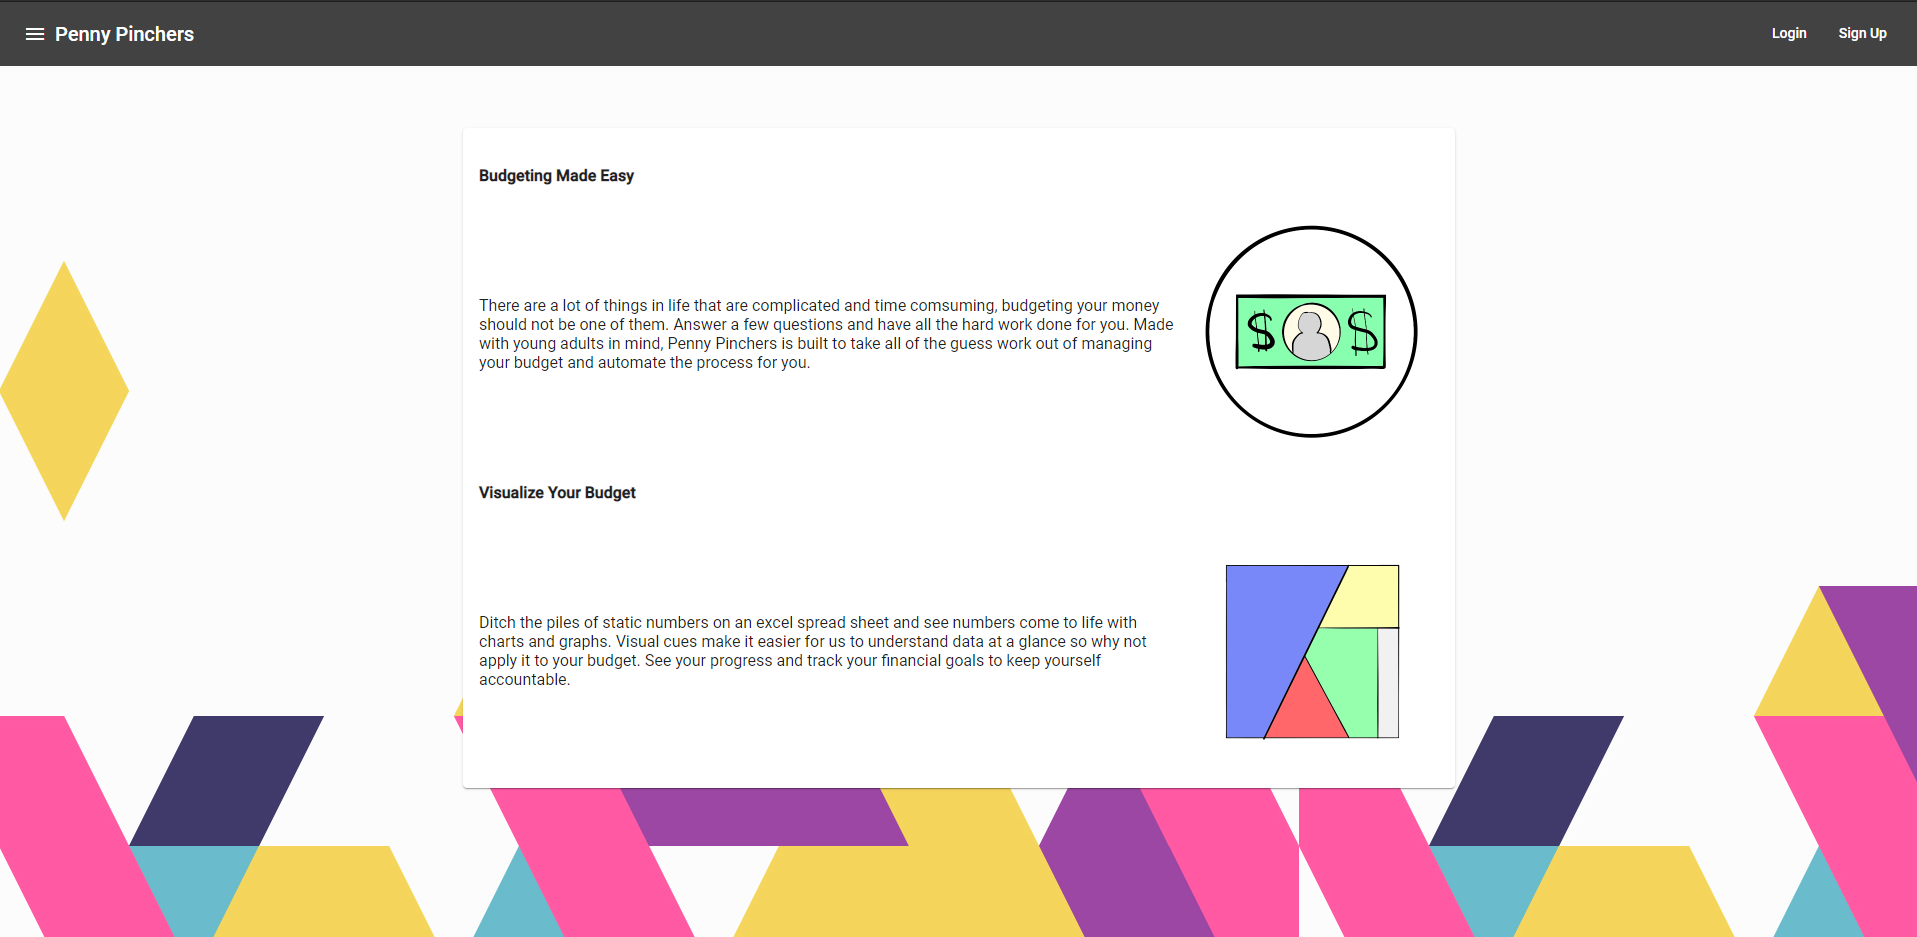 Penny Pinchers
Login
Sign Up
Budgeting Made Easy
There are a lot of things in life that are complicated and time comsuming, budgeting your money
should not be one of them. Answer a few questions and have all the hard work done for you. Made
with young adults in mind, Penny Pinchers is built to take all of the guess work out of managing
your budget and automate the process for you.
$ $
Visualize Your Budget
Ditch the piles of static numbers on an excel spread sheet and see numbers come to life with
charts and graphs. Visual cues make it easier for us to understand data at a glance so why not
apply it to your budget. See your progress and track your financial goals to keep yourself
accountable.